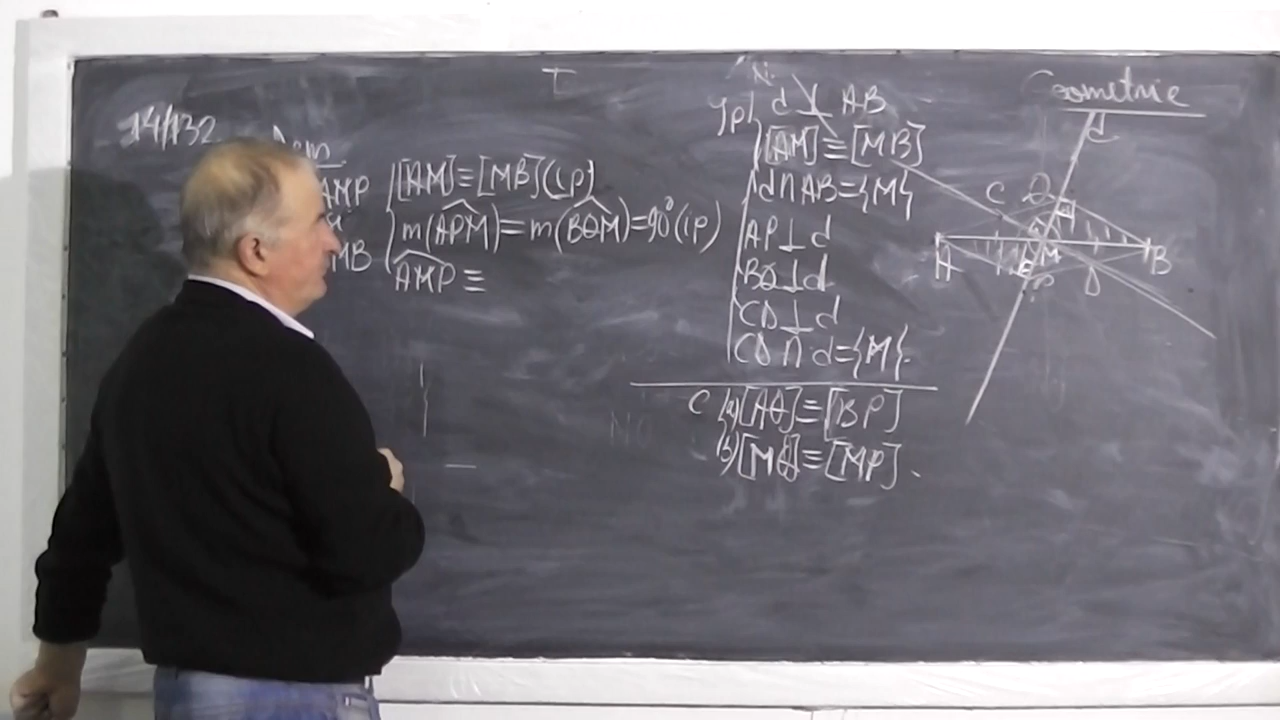 14/132
Dem
AMP
MB
[AM]≡[MB](ip)
m(APM)=m(BQM)=90°(ip)
AMP ≡
Ip
d ⊥̸ AB
[AM]≡[MB]
d∩AB={M}
AP⊥d
BQ⊥d
CD⊥d
CD∩d={M}.
C a)[AQ]≡[BP]
b)[MQ]≡[MP].
Geometrie
d
C
Q
A
M
B
P
D